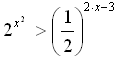 2^{x^2} > (1/2)^{2·x−3}